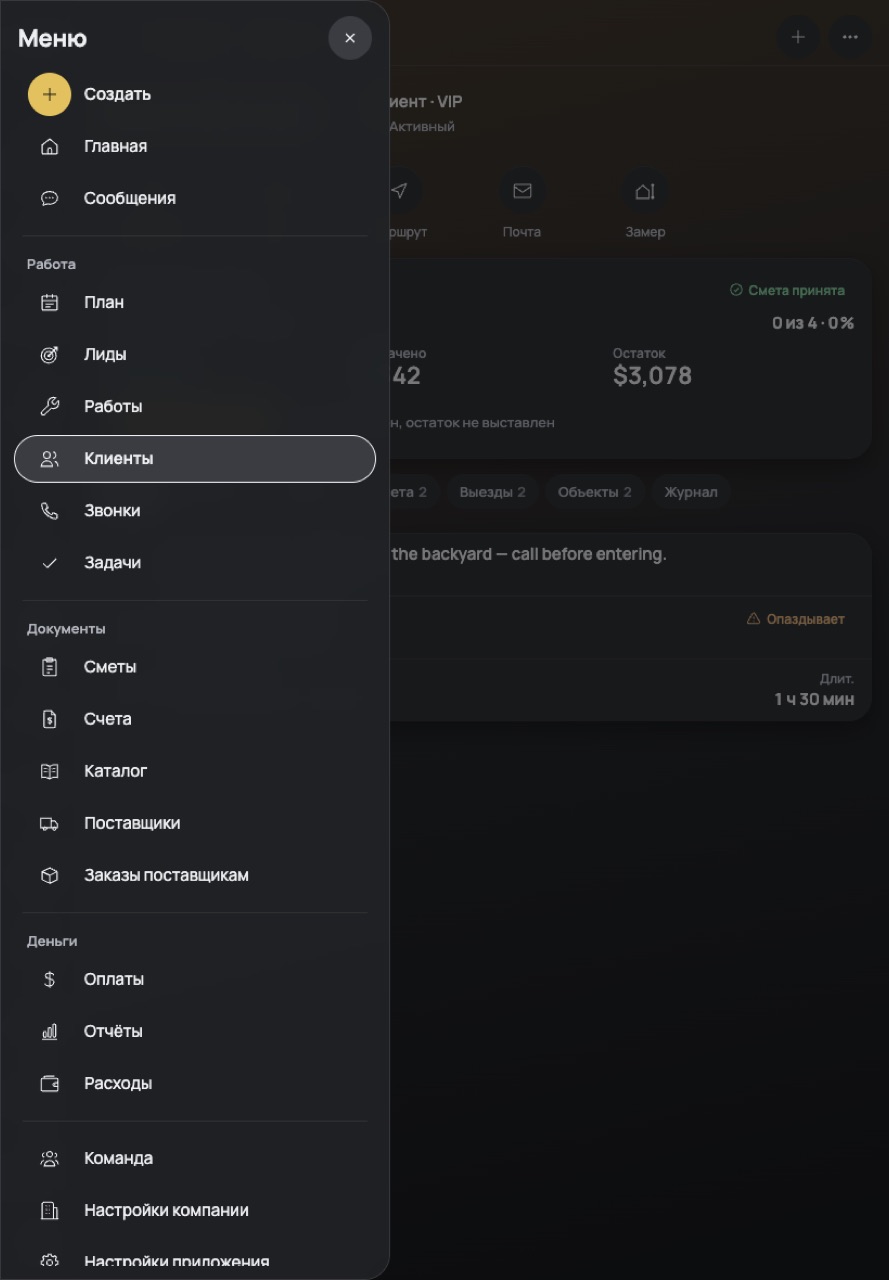 Меню
Создать
Главная
Сообщения
Работа
План
Лиды
Работы
Клиенты
Звонки
Задачи
Документы
Сметы
Счета
Каталог
Поставщики
Заказы поставщикам
Деньги
Оплаты
Отчёты
Расходы
Команда
Настройки компании
Настройки приложения
иент · VIP
Активный
ршрут
Почта
Замер
Смета принята
0 из 4 · 0 %
ачено
Остаток
42
$3,078
н, остаток не выставлен
ета 2
Выезды 2
Объекты 2
Журнал
the backyard — call before entering.
Опаздывает
Длит.
1 ч 30 мин